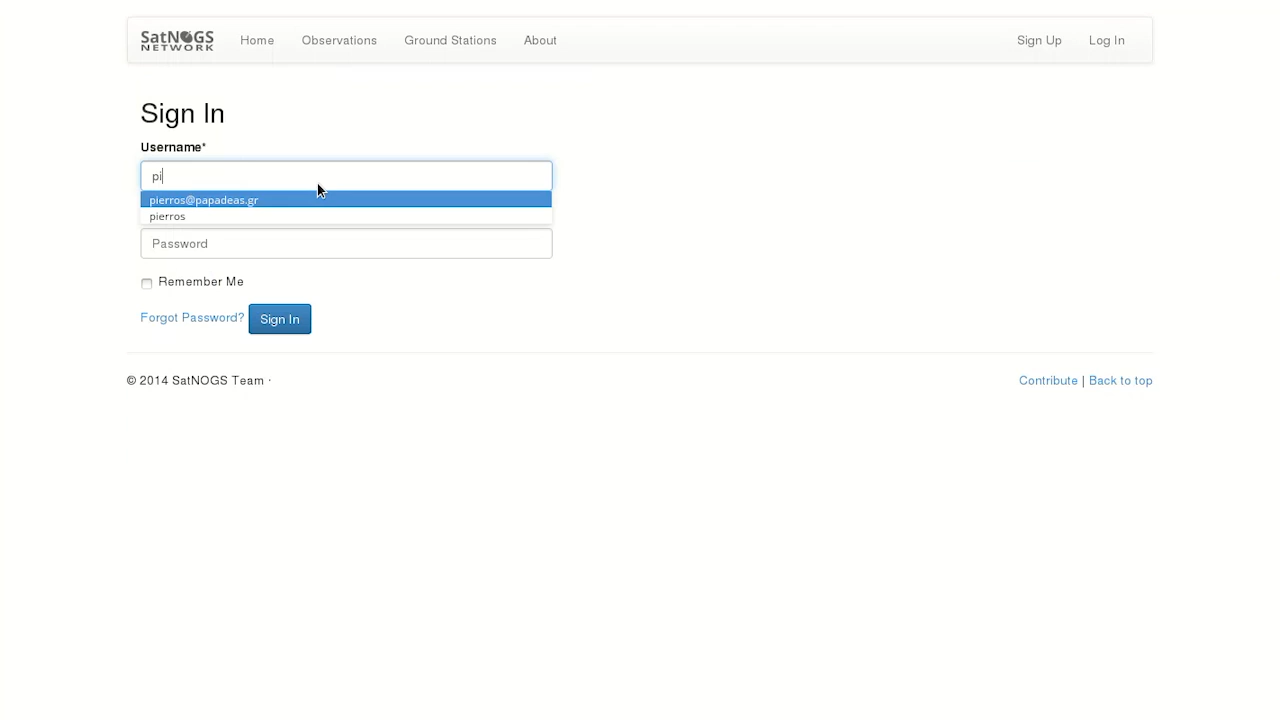 SatNOGS NETWORK Home Observations Ground Stations About Sign Up Log In
Sign In
Username*
pi
pierros@papadeas.gr
pierros
Password
Remember Me
Forgot Password? Sign In
© 2014 SatNOGS Team · Contribute | Back to top